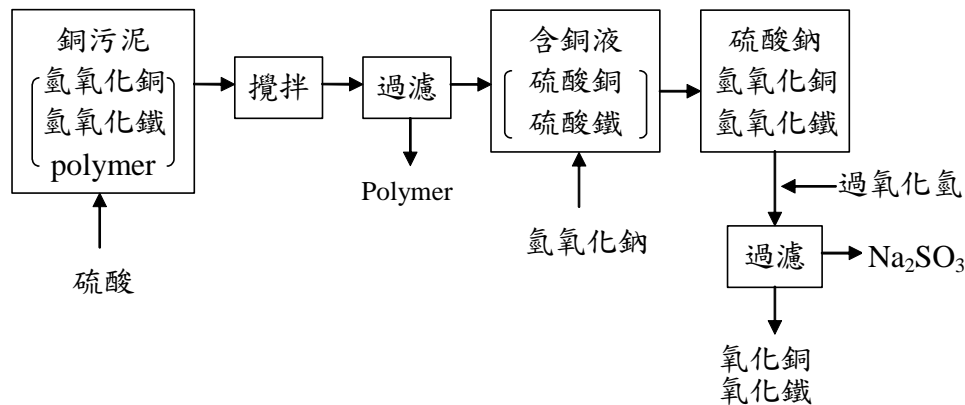 銅污泥
氫氧化銅
氫氧化鐵
polymer
硫酸
攪拌
過濾
Polymer
含銅液
硫酸銅
硫酸鐵
氫氧化鈉
硫酸鈉
氫氧化銅
氫氧化鐵
過氧化氫
過濾
Na₂SO₃
氧化銅
氧化鐵